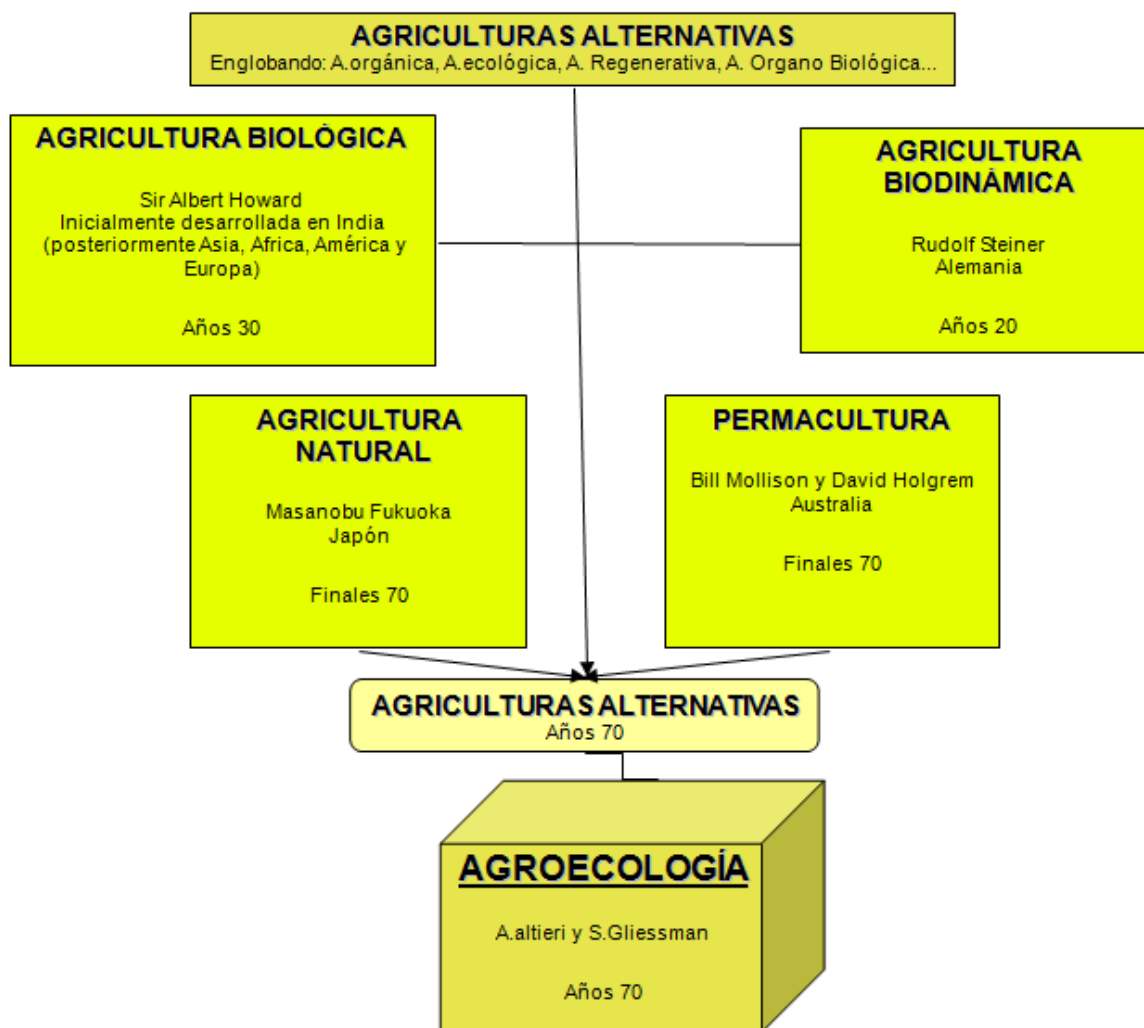 AGRICULTURAS ALTERNATIVAS
Englobando: A.orgánica, A.ecológica, A. Regenerativa, A. Organo Biológica...
AGRICULTURA BIOLÓGICA
Sir Albert Howard
Inicialmente desarrollada en India
(posteriormente Asia, Africa, América y
Europa)
Años 30
AGRICULTURA
BIODINÁMICA
Rudolf Steiner
Alemania
Años 20
AGRICULTURA
NATURAL
Masanobu Fukuoka
Japón
Finales 70
PERMACULTURA
Bill Mollison y David Holgrem
Australia
Finales 70
AGRICULTURAS ALTERNATIVAS
Años 70
AGROECOLOGÍA
A.altieri y S.Gliessman
Años 70